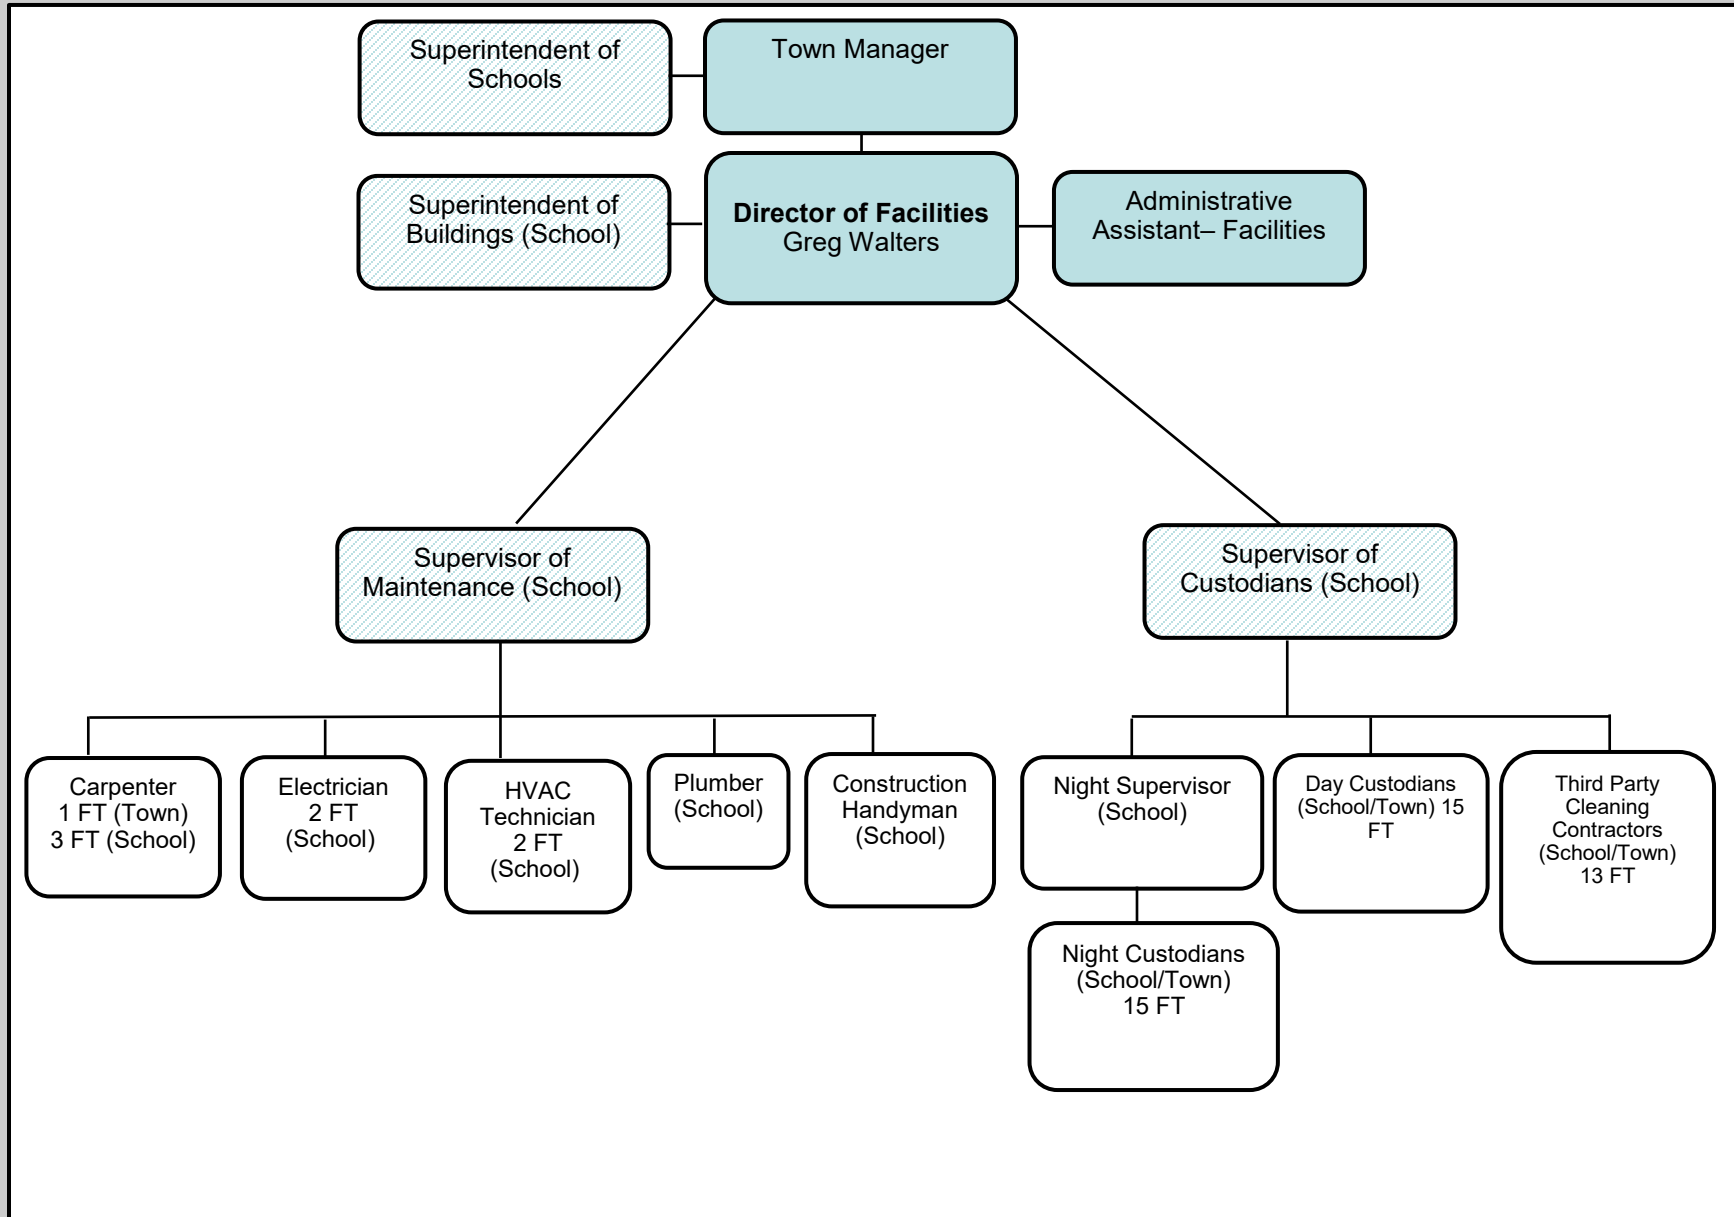 Superintendent of
Schools
Town Manager
Superintendent of
Buildings (School)
Director of Facilities
Greg Walters
Administrative
Assistant– Facilities
Supervisor of
Maintenance (School)
Supervisor of
Custodians (School)
Carpenter
1 FT (Town)
3 FT (School)
Electrician
2 FT
(School)
HVAC
Technician
2 FT
(School)
Plumber
(School)
Construction
Handyman
(School)
Night Supervisor
(School)
Day Custodians
(School/Town) 15
FT
Third Party
Cleaning
Contractors
(School/Town)
13 FT
Night Custodians
(School/Town)
15 FT